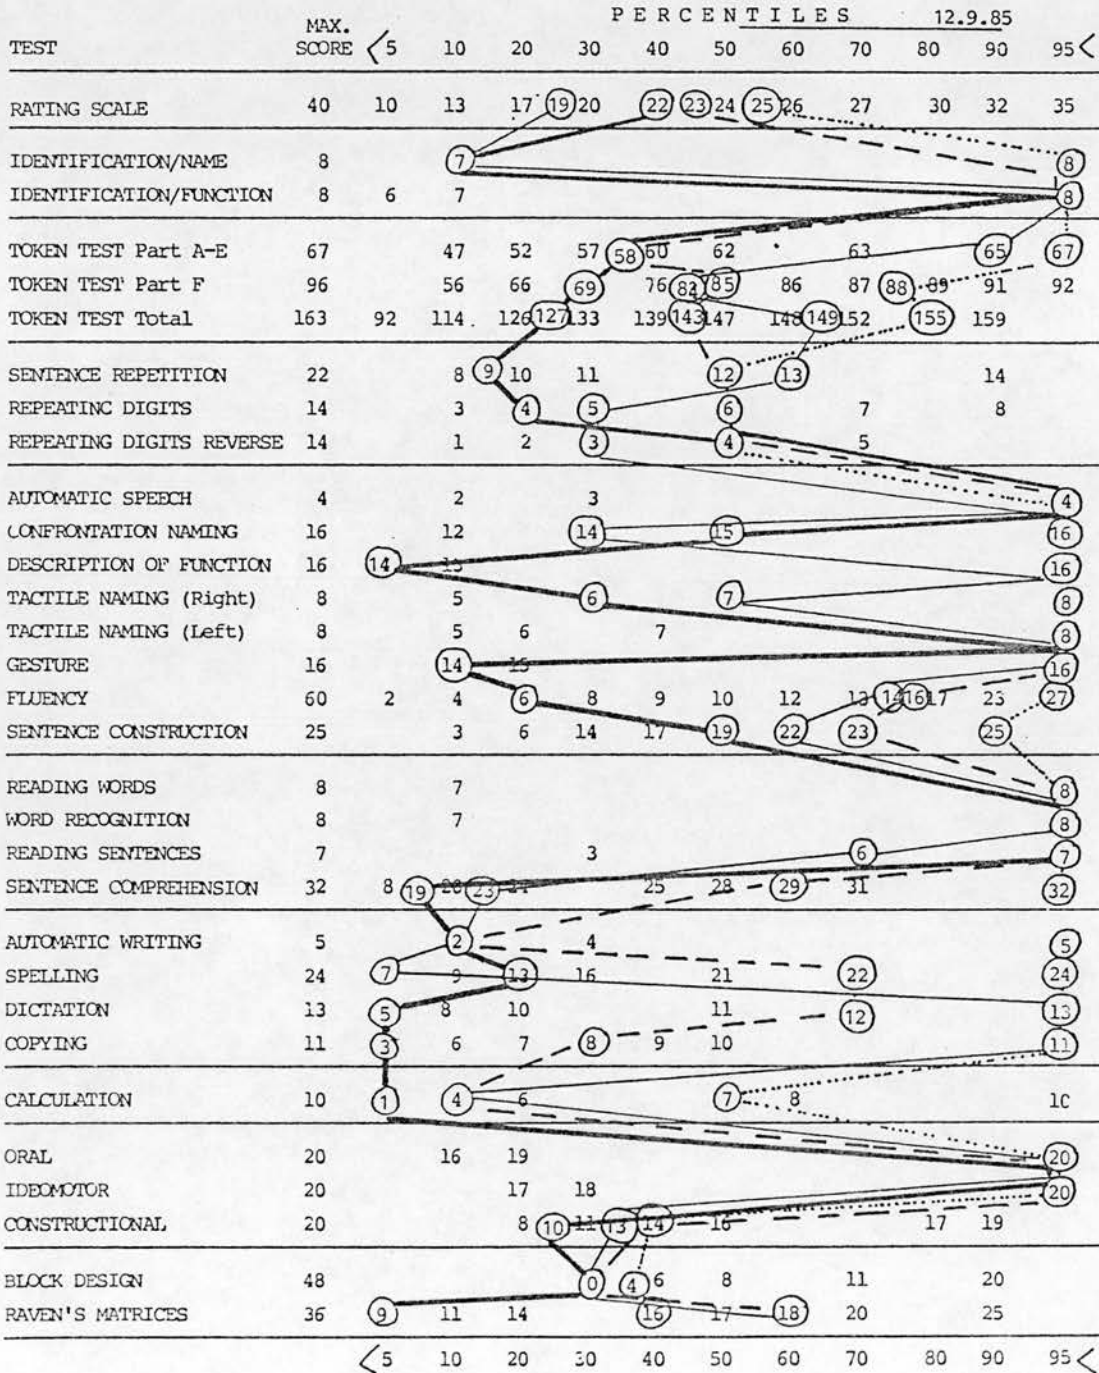 PERCENTILES 12.9.85
TEST MAX. SCORE <5 10 20 30 40 50 60 70 80 90 95<
RATING SCALE 40 10 13 17 19 20 22 23 24 25 26 27 30 32 35
IDENTIFICATION/NAME 8 7 8
IDENTIFICATION/FUNCTION 8 6 7 8
TOKEN TEST Part A-E 67 47 52 57 58 60 62 63 65 67
TOKEN TEST Part F 96 56 66 69 76 82 85 86 87 88 89 91 92
TOKEN TEST Total 163 92 114 126 127 133 139 143 147 148 149 152 155 159
SENTENCE REPETITION 22 8 9 10 11 12 13 14
REPEATING DIGITS 14 3 4 5 6 7 8
REPEATING DIGITS REVERSE 14 1 2 3 4 5
AUTOMATIC SPEECH 4 2 3 4
CONFRONTATION NAMING 16 12 14 15 16
DESCRIPTION OF FUNCTION 16 14 15 16
TACTILE NAMING (Right) 8 5 6 7 8
TACTILE NAMING (Left) 8 5 6 7 8
GESTURE 16 14 15 16
FLUENCY 60 2 4 6 8 9 10 12 13 14 16 17 23 27
SENTENCE CONSTRUCTION 25 3 6 14 17 19 22 23 25
READING WORDS 8 7 8
WORD RECOGNITION 8 7 8
READING SENTENCES 7 3 6 7
SENTENCE COMPREHENSION 32 8 19 20 23 25 28 29 31 32
AUTOMATIC WRITING 5 2 4 5
SPELLING 24 7 9 13 16 21 22 24
DICTATION 13 5 8 10 11 12 13
COPYING 11 3 6 7 8 9 10 11
CALCULATION 10 1 4 6 7 8 10
ORAL 20 16 19 20
IDEOMOTOR 20 17 18 20
CONSTRUCTIONAL 20 8 10 11 13 14 16 17 19 
BLOCK DESIGN 48 0 4 6 8 11 20
RAVEN'S MATRICES 36 9 11 14 16 17 18 20 25
<5 10 20 30 40 50 60 70 80 90 95<